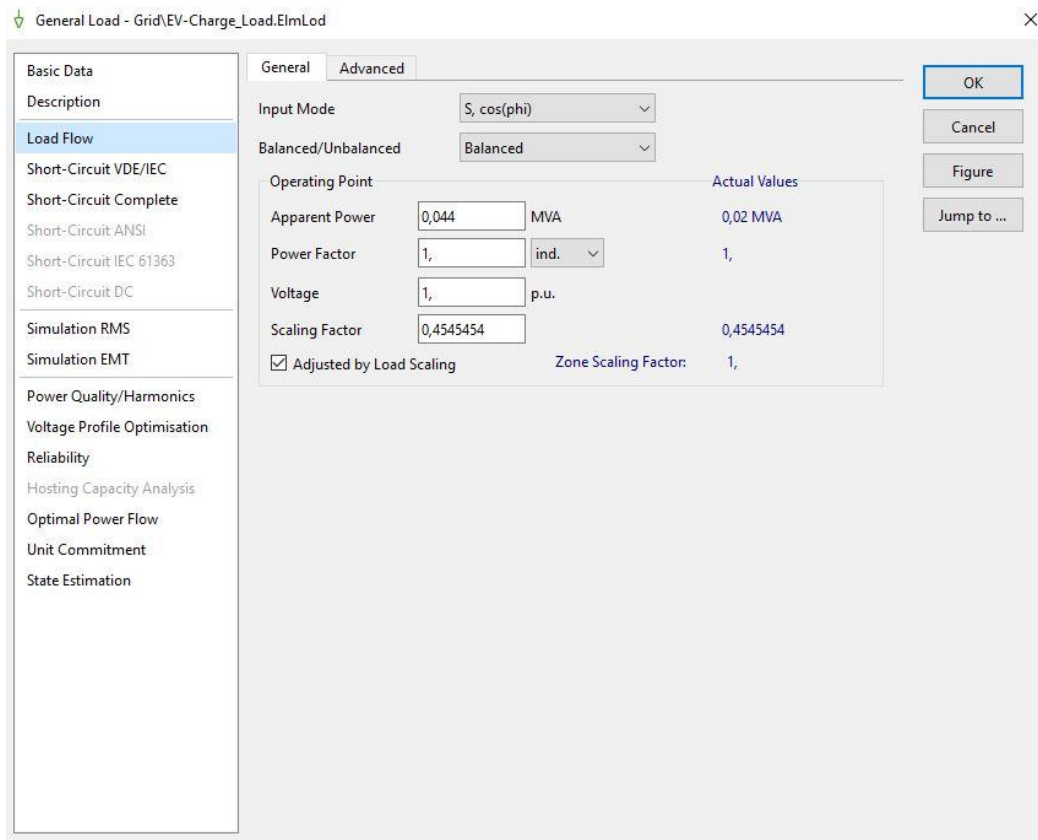 General Load - Grid\EV-Charge_Load.ElmLod
Basic Data
Description
Load Flow
Short-Circuit VDE/IEC
Short-Circuit Complete
Short-Circuit ANSI
Short-Circuit IEC 61363
Short-Circuit DC
Simulation RMS
Simulation EMT
Power Quality/Harmonics
Voltage Profile Optimisation
Reliability
Hosting Capacity Analysis
Optimal Power Flow
Unit Commitment
State Estimation
General Advanced
Input Mode S, cos(phi)
Balanced/Unbalanced Balanced
Operating Point Actual Values
Apparent Power 0,044 MVA 0,02 MVA
Power Factor 1, ind. 1,
Voltage 1, p.u.
Scaling Factor 0,4545454 0,4545454
Adjusted by Load Scaling Zone Scaling Factor: 1,
OK
Cancel
Figure
Jump to ...